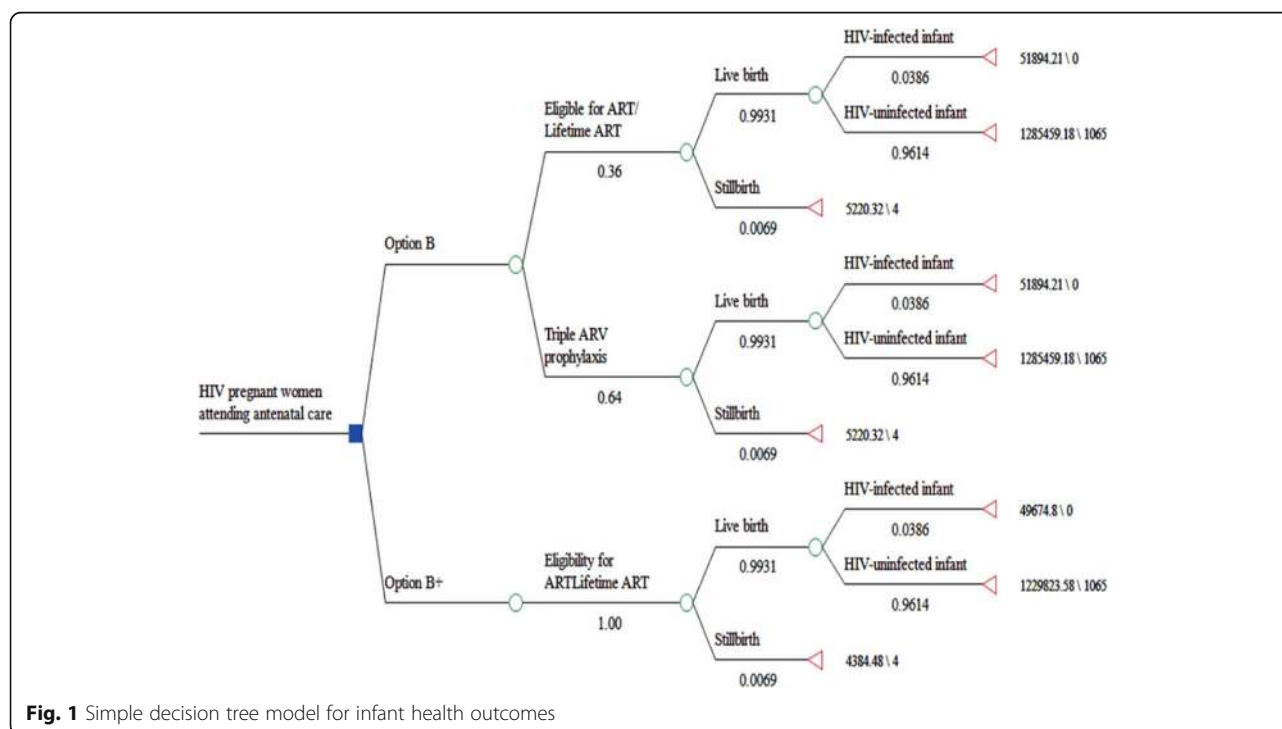 HIV-infected infant
51894.21 \ 0
0.0386
Live birth
0.9931
HIV-uninfected infant
1285459.18 \ 1065
0.9614
Eligible for ART/
Lifetime ART
0.36
Stillbirth
5220.32 \ 4
0.0069
Option B
HIV-infected infant
51894.21 \ 0
0.0386
Live birth
0.9931
HIV-uninfected infant
1285459.18 \ 1065
0.9614
Triple ARV
prophylaxis
0.64
Stillbirth
5220.32 \ 4
0.0069
HIV pregnant women
attending antenatal care
HIV-infected infant
49674.8 \ 0
0.0386
Live birth
0.9931
HIV-uninfected infant
1229823.58 \ 1065
0.9614
Option B+
Eligibility for
ARTLifetime ART
1.00
Stillbirth
4384.48 \ 4
0.0069
Fig. 1 Simple decision tree model for infant health outcomes